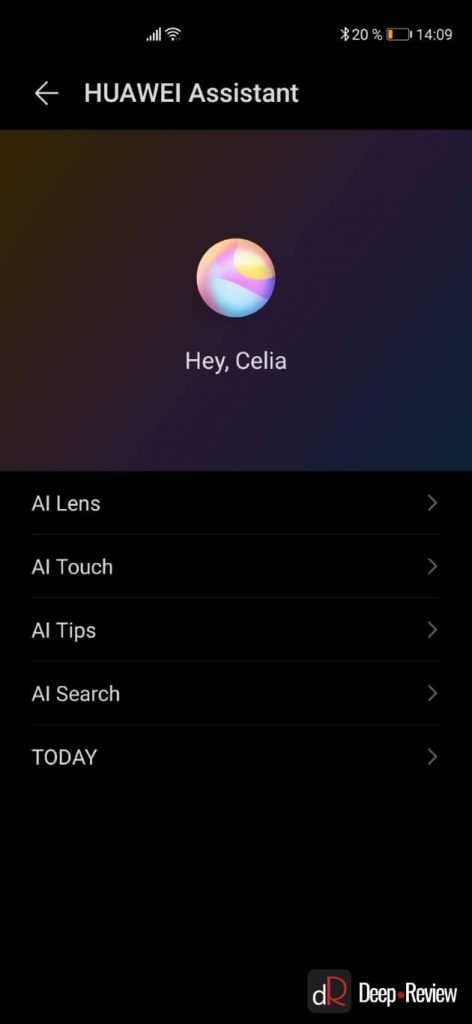 20 % 14:09
HUAWEI Assistant
Hey, Celia
AI Lens
AI Touch
AI Tips
AI Search
TODAY
dR Deep•Review